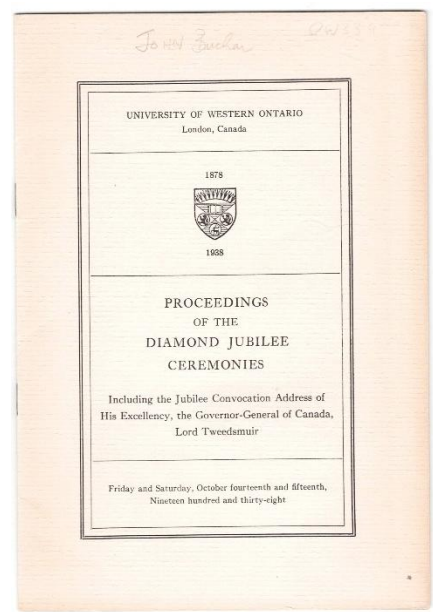 John Buchan
UNIVERSITY OF WESTERN ONTARIO
London, Canada
1878
1938
PROCEEDINGS
OF THE
DIAMOND JUBILEE
CEREMONIES
Including the Jubilee Convocation Address of
His Excellency, the Governor-General of Canada,
Lord Tweedsmuir
Friday and Saturday, October fourteenth and fifteenth,
Nineteen hundred and thirty-eight